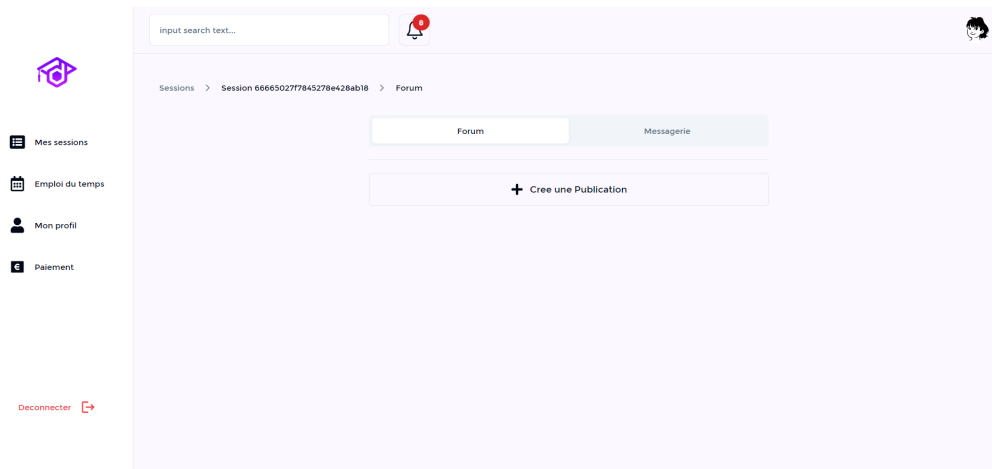 input search text...
8
Sessions > Session 66665027f7845278e428ab18 > Forum
Forum
Messagerie
Mes sessions
+ Cree une Publication
Emploi du temps
Mon profil
€ Paiement
Deconnecter